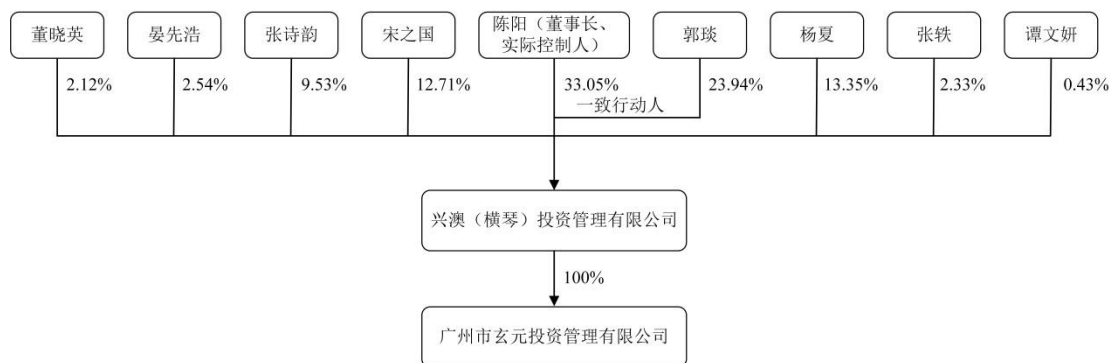 董晓英
晏先浩
张诗韵
宋之国
陈阳（董事长、
实际控制人）
郭琰
杨夏
张轶
谭文妍
2.12%
2.54%
9.53%
12.71%
33.05%
23.94%
13.35%
2.33%
0.43%
一致行动人
兴澳（横琴）投资管理有限公司
100%
广州市玄元投资管理有限公司